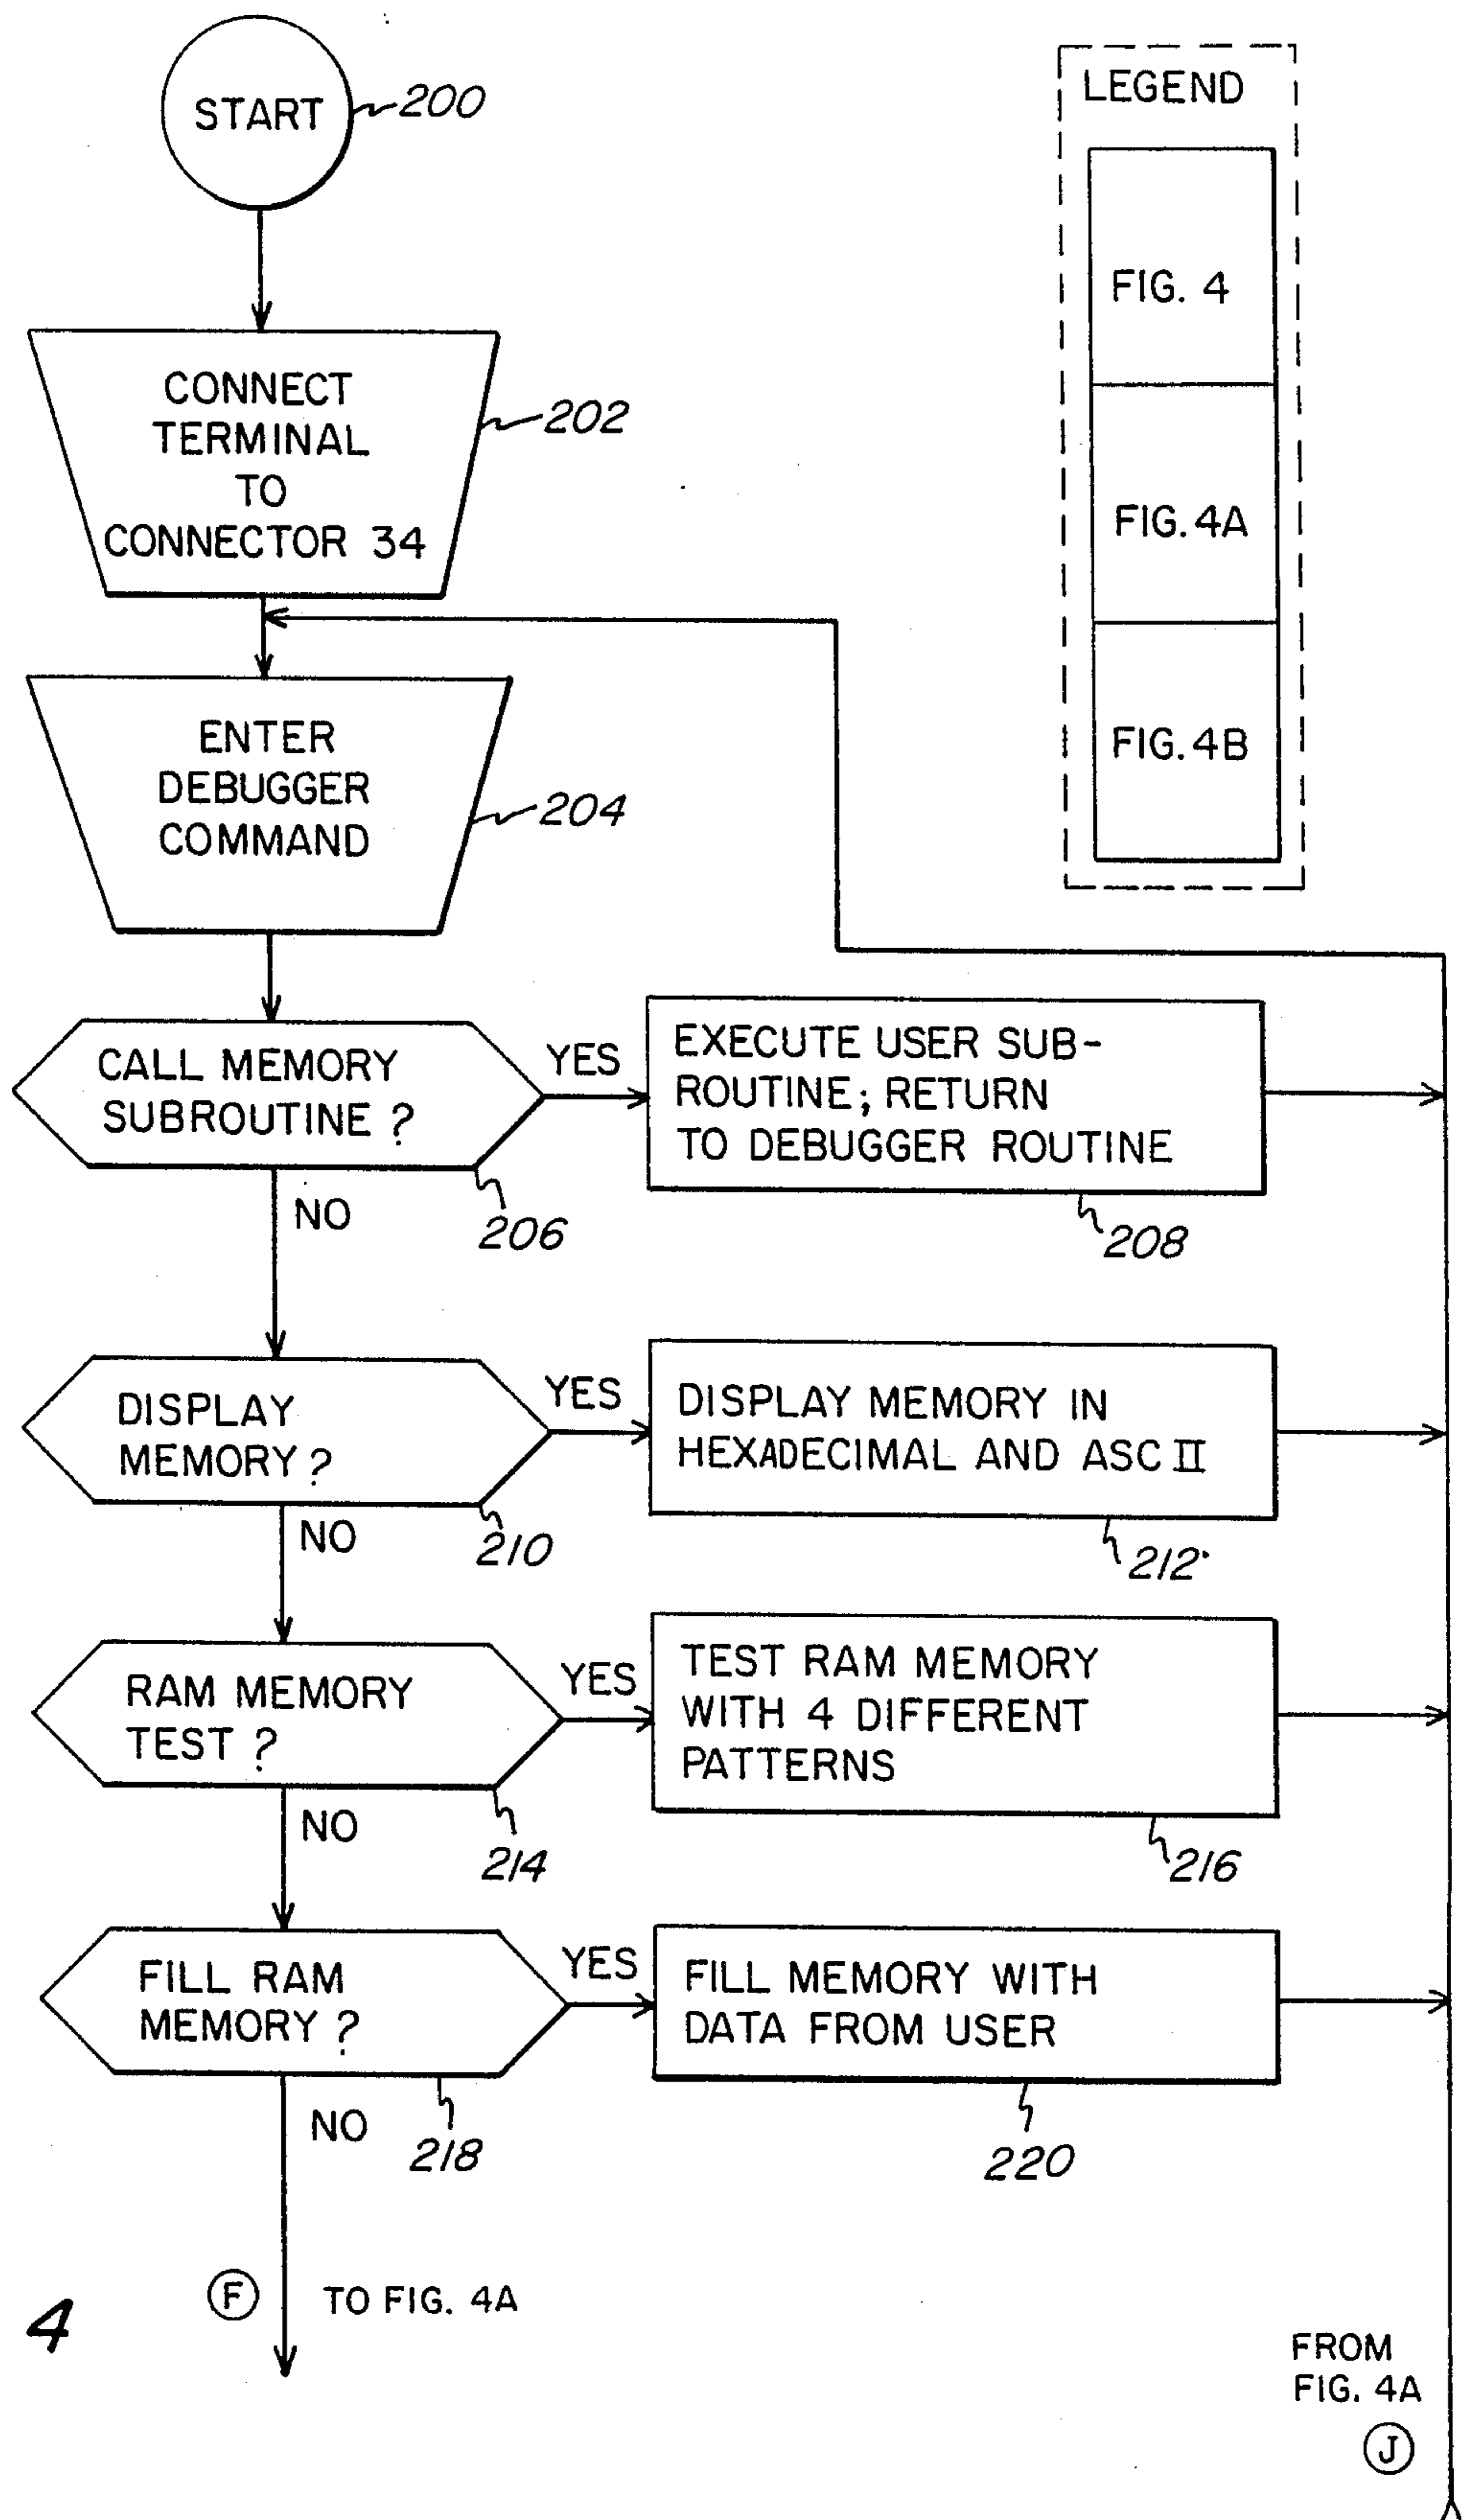 START
200
LEGEND
FIG. 4
FIG. 4A
FIG. 4B
CONNECT
TERMINAL
TO
CONNECTOR 34
202
ENTER
DEBUGGER
COMMAND
204
CALL MEMORY
SUBROUTINE ?
206
YES
EXECUTE USER SUB-
ROUTINE; RETURN
TO DEBUGGER ROUTINE
208
NO
DISPLAY
MEMORY ?
210
YES
DISPLAY MEMORY IN
HEXADECIMAL AND ASC II
212
NO
RAM MEMORY
TEST ?
214
YES
TEST RAM MEMORY
WITH 4 DIFFERENT
PATTERNS
216
NO
FILL RAM
MEMORY ?
218
YES
FILL MEMORY WITH
DATA FROM USER
220
NO
F TO FIG. 4A
4
FROM
FIG. 4A
J